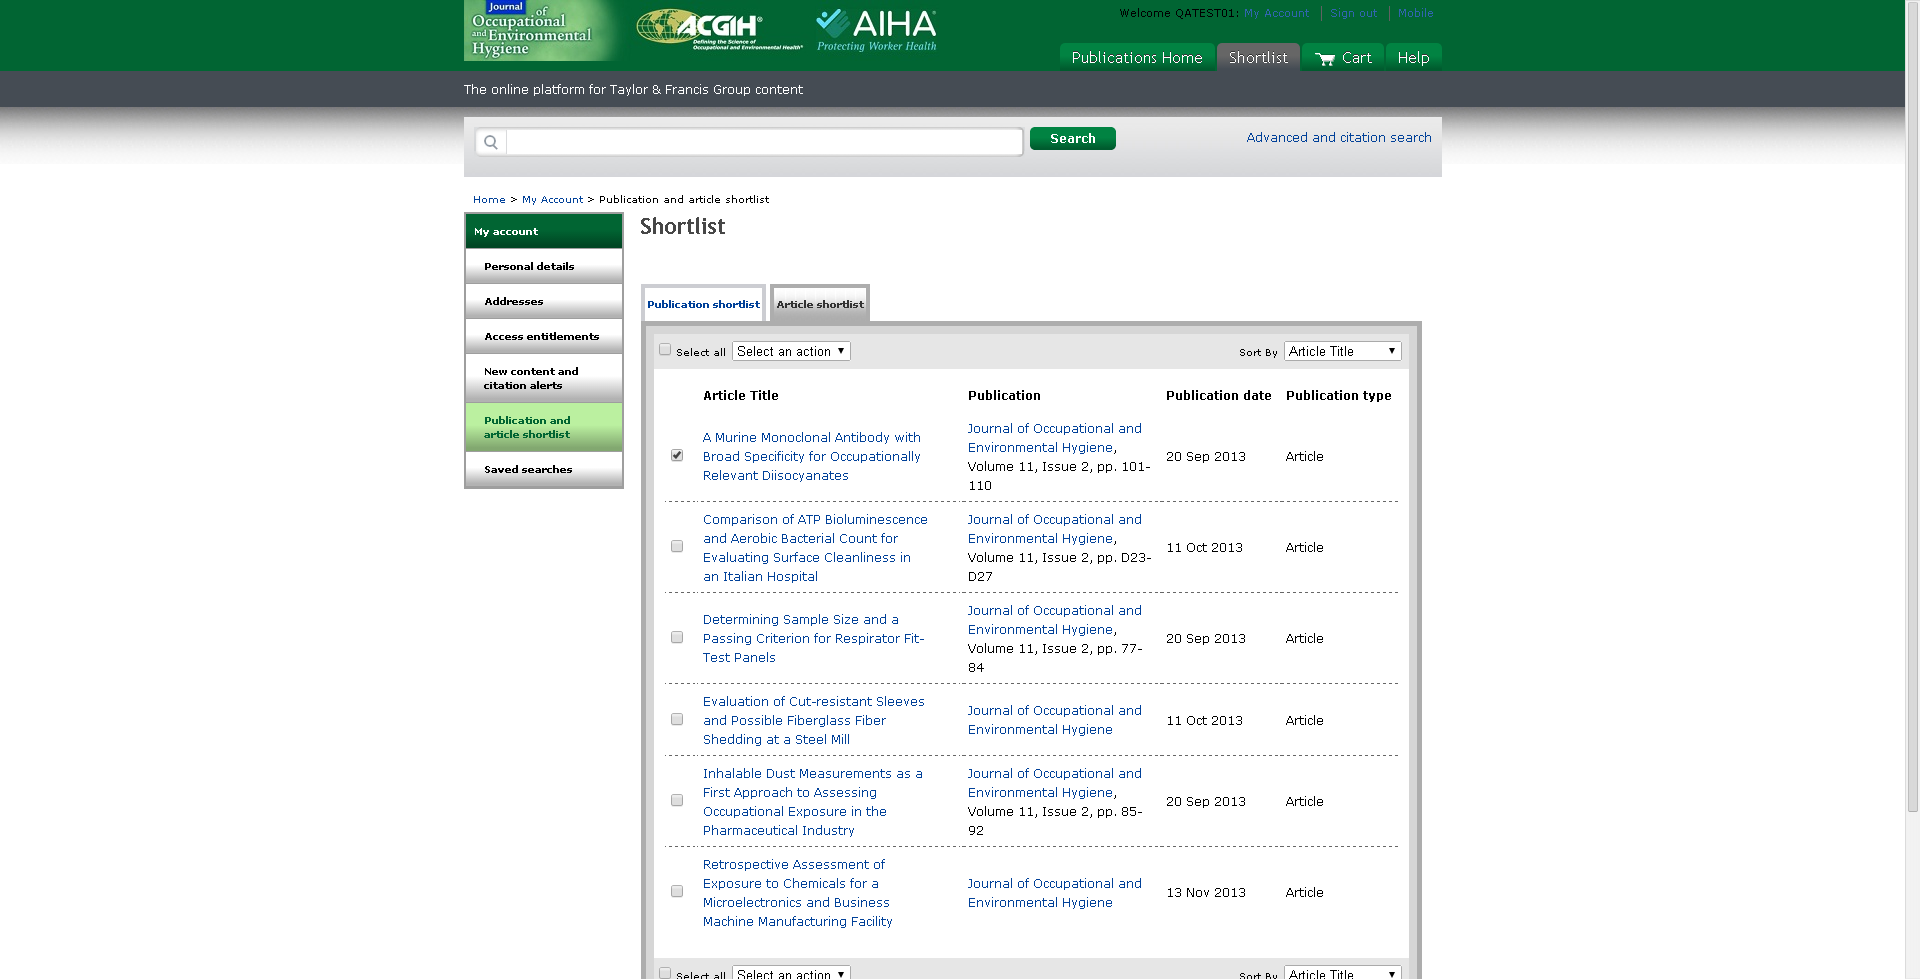 Journal of
Occupational
and Environmental
Hygiene
ACGIH®
Defining the Science of
Occupational and Environmental Health®
AIHA®
Protecting Worker Health
Welcome QATEST01: My Account Sign out Mobile
Publications Home Shortlist Cart Help
The online platform for Taylor & Francis Group content
Search
Advanced and citation search
Home > My Account > Publication and article shortlist
My account
Personal details
Addresses
Access entitlements
New content and
citation alerts
Publication and
article shortlist
Saved searches
Shortlist
Publication shortlist Article shortlist
Select all Select an action Sort By Article Title
Article Title Publication Publication date Publication type
A Murine Monoclonal Antibody with
Broad Specificity for Occupationally
Relevant Diisocyanates
Journal of Occupational and
Environmental Hygiene,
Volume 11, Issue 2, pp. 101-
110
20 Sep 2013
Article
Comparison of ATP Bioluminescence
and Aerobic Bacterial Count for
Evaluating Surface Cleanliness in
an Italian Hospital
Journal of Occupational and
Environmental Hygiene,
Volume 11, Issue 2, pp. D23-
D27
11 Oct 2013
Article
Determining Sample Size and a
Passing Criterion for Respirator Fit-
Test Panels
Journal of Occupational and
Environmental Hygiene,
Volume 11, Issue 2, pp. 77-
84
20 Sep 2013
Article
Evaluation of Cut-resistant Sleeves
and Possible Fiberglass Fiber
Shedding at a Steel Mill
Journal of Occupational and
Environmental Hygiene
11 Oct 2013
Article
Inhalable Dust Measurements as a
First Approach to Assessing
Occupational Exposure in the
Pharmaceutical Industry
Journal of Occupational and
Environmental Hygiene,
Volume 11, Issue 2, pp. 85-
92
20 Sep 2013
Article
Retrospective Assessment of
Exposure to Chemicals for a
Microelectronics and Business
Machine Manufacturing Facility
Journal of Occupational and
Environmental Hygiene
13 Nov 2013
Article
Select all Select an action Sort By Article Title